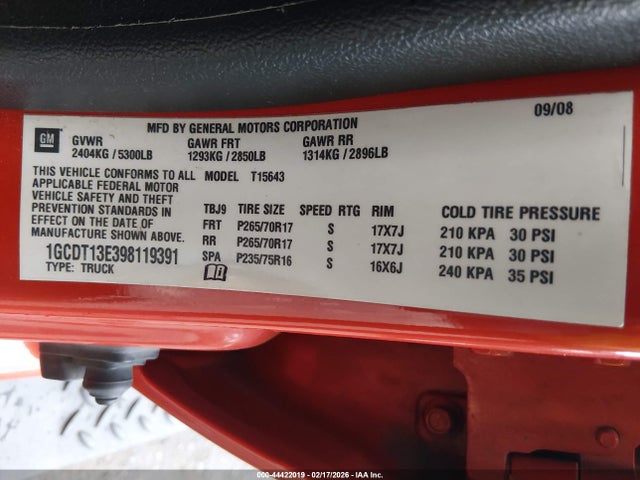 09/08
MFD BY GENERAL MOTORS CORPORATION
GM GVWR GAWR FRT GAWR RR
2404KG / 5300LB 1293KG / 2850LB 1314KG / 2896LB
THIS VEHICLE CONFORMS TO ALL MODEL T15643
APPLICABLE FEDERAL MOTOR
VEHICLE SAFETY AND THEFT
PREVENTION STANDARDS IN
EFFECT ON THE DATE OF
MANUFACTURE SHOWN ABOVE.
1GCDT13E398119391
TYPE: TRUCK
TBJ9 TIRE SIZE SPEED RTG RIM COLD TIRE PRESSURE
FRT P265/70R17 S 17X7J 210 KPA 30 PSI
RR P265/70R17 S 17X7J 210 KPA 30 PSI
SPA P235/75R16 S 16X6J 240 KPA 35 PSI
000-44422019 - 02/17/2026 - IAAC